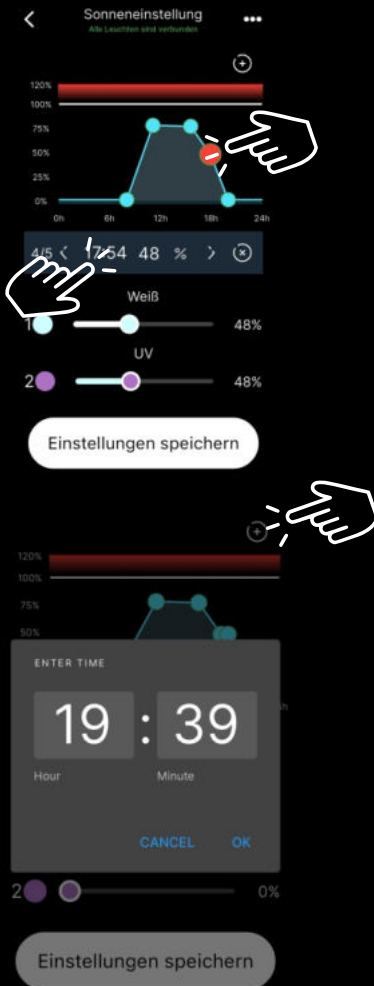 Sonneneinstellung
Alle Leuchten sind verbunden
120%
100%
75%
50%
25%
0%
0h 6h 12h 18h 24h
4/5 17:54 48 %
Weiß
1 48%
UV
2 48%
Einstellungen speichern
120%
100%
75%
50%
ENTER TIME
19 : 39
Hour Minute
CANCEL OK
2 0%
Einstellungen speichern